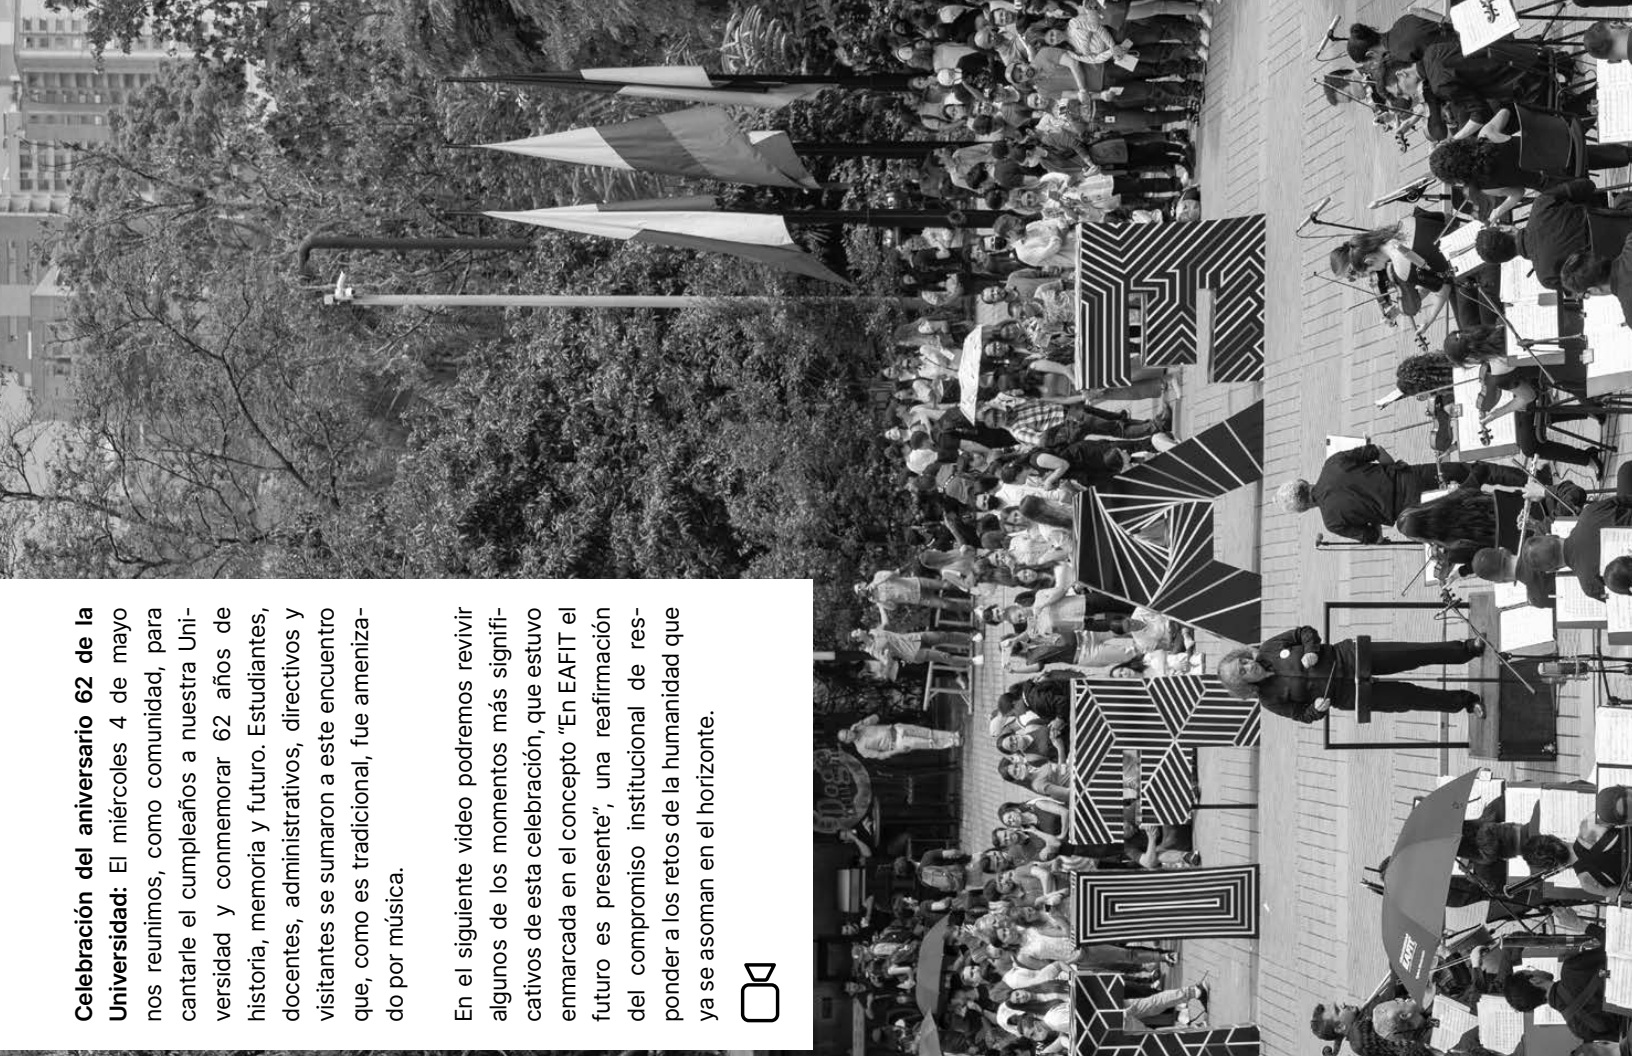 Celebración del aniversario 62 de la
Universidad: El miércoles 4 de mayo
nos reunimos, como comunidad, para
cantarle el cumpleaños a nuestra Uni-
versidad y conmemorar 62 años de
historia, memoria y futuro. Estudiantes,
docentes, administrativos, directivos y
visitantes se sumaron a este encuentro
que, como es tradicional, fue ameniza-
do por música.
En el siguiente video podremos revivir
algunos de los momentos más signifi-
cativos de esta celebración, que estuvo
enmarcada en el concepto “En EAFIT el
futuro es presente”, una reafirmación
del compromiso institucional de res-
ponder a los retos de la humanidad que
ya se asoman en el horizonte.
FIEAFE
EAFIT